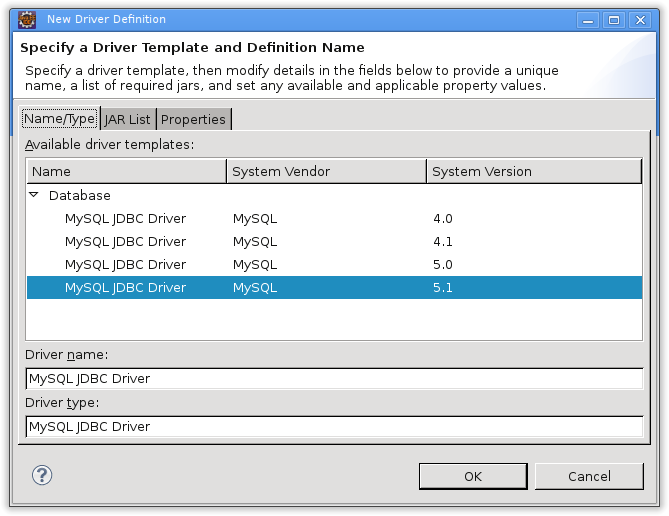 New Driver Definition
Specify a Driver Template and Definition Name
Specify a driver template, then modify details in the fields below to provide a unique
name, a list of required jars, and set any available and applicable property values.
Name/Type JAR List Properties
Available driver templates:
Name System Vendor System Version
Database
MySQL JDBC Driver MySQL 4.0
MySQL JDBC Driver MySQL 4.1
MySQL JDBC Driver MySQL 5.0
MySQL JDBC Driver MySQL 5.1
Driver name:
MySQL JDBC Driver
Driver type:
MySQL JDBC Driver
? OK Cancel